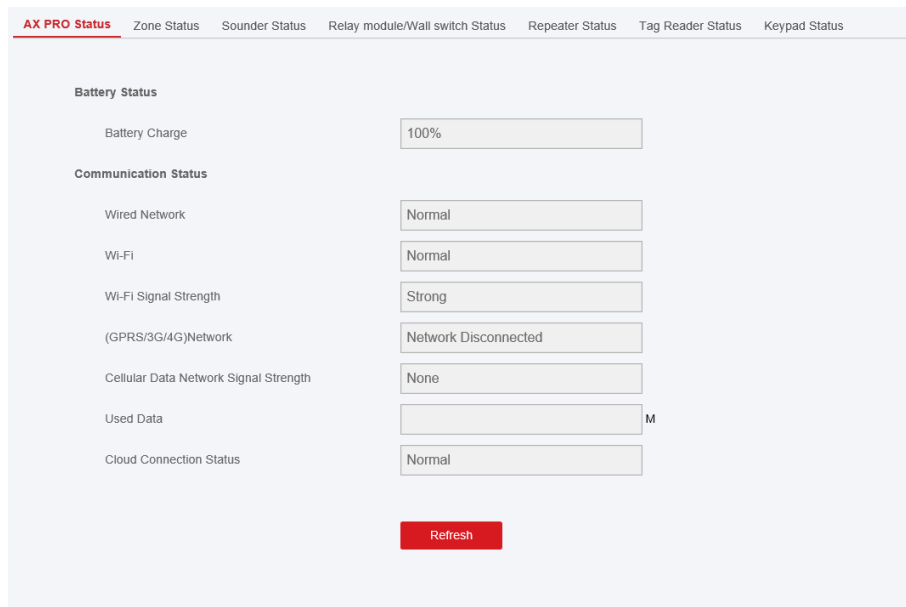 AX PRO Status Zone Status Sounder Status Relay module/Wall switch Status Repeater Status Tag Reader Status Keypad Status
Battery Status
Battery Charge 100%
Communication Status
Wired Network Normal
Wi-Fi Normal
Wi-Fi Signal Strength Strong
(GPRS/3G/4G)Network Network Disconnected
Cellular Data Network Signal Strength None
Used Data M
Cloud Connection Status Normal
Refresh